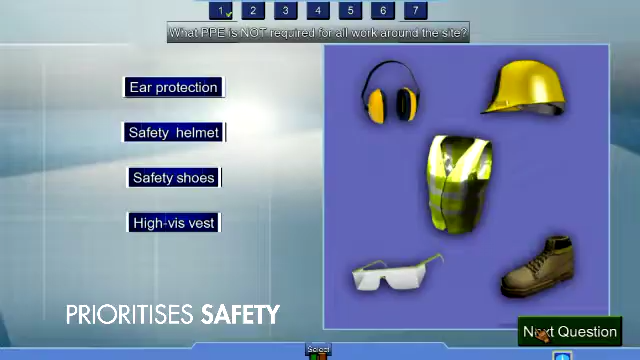 1 2 3 4 5 6 7
What PPE is NOT required for all work around the site?
Ear protection
Safety helmet
Safety shoes
High-vis vest
PRIORITISES SAFETY
Next Question
Select